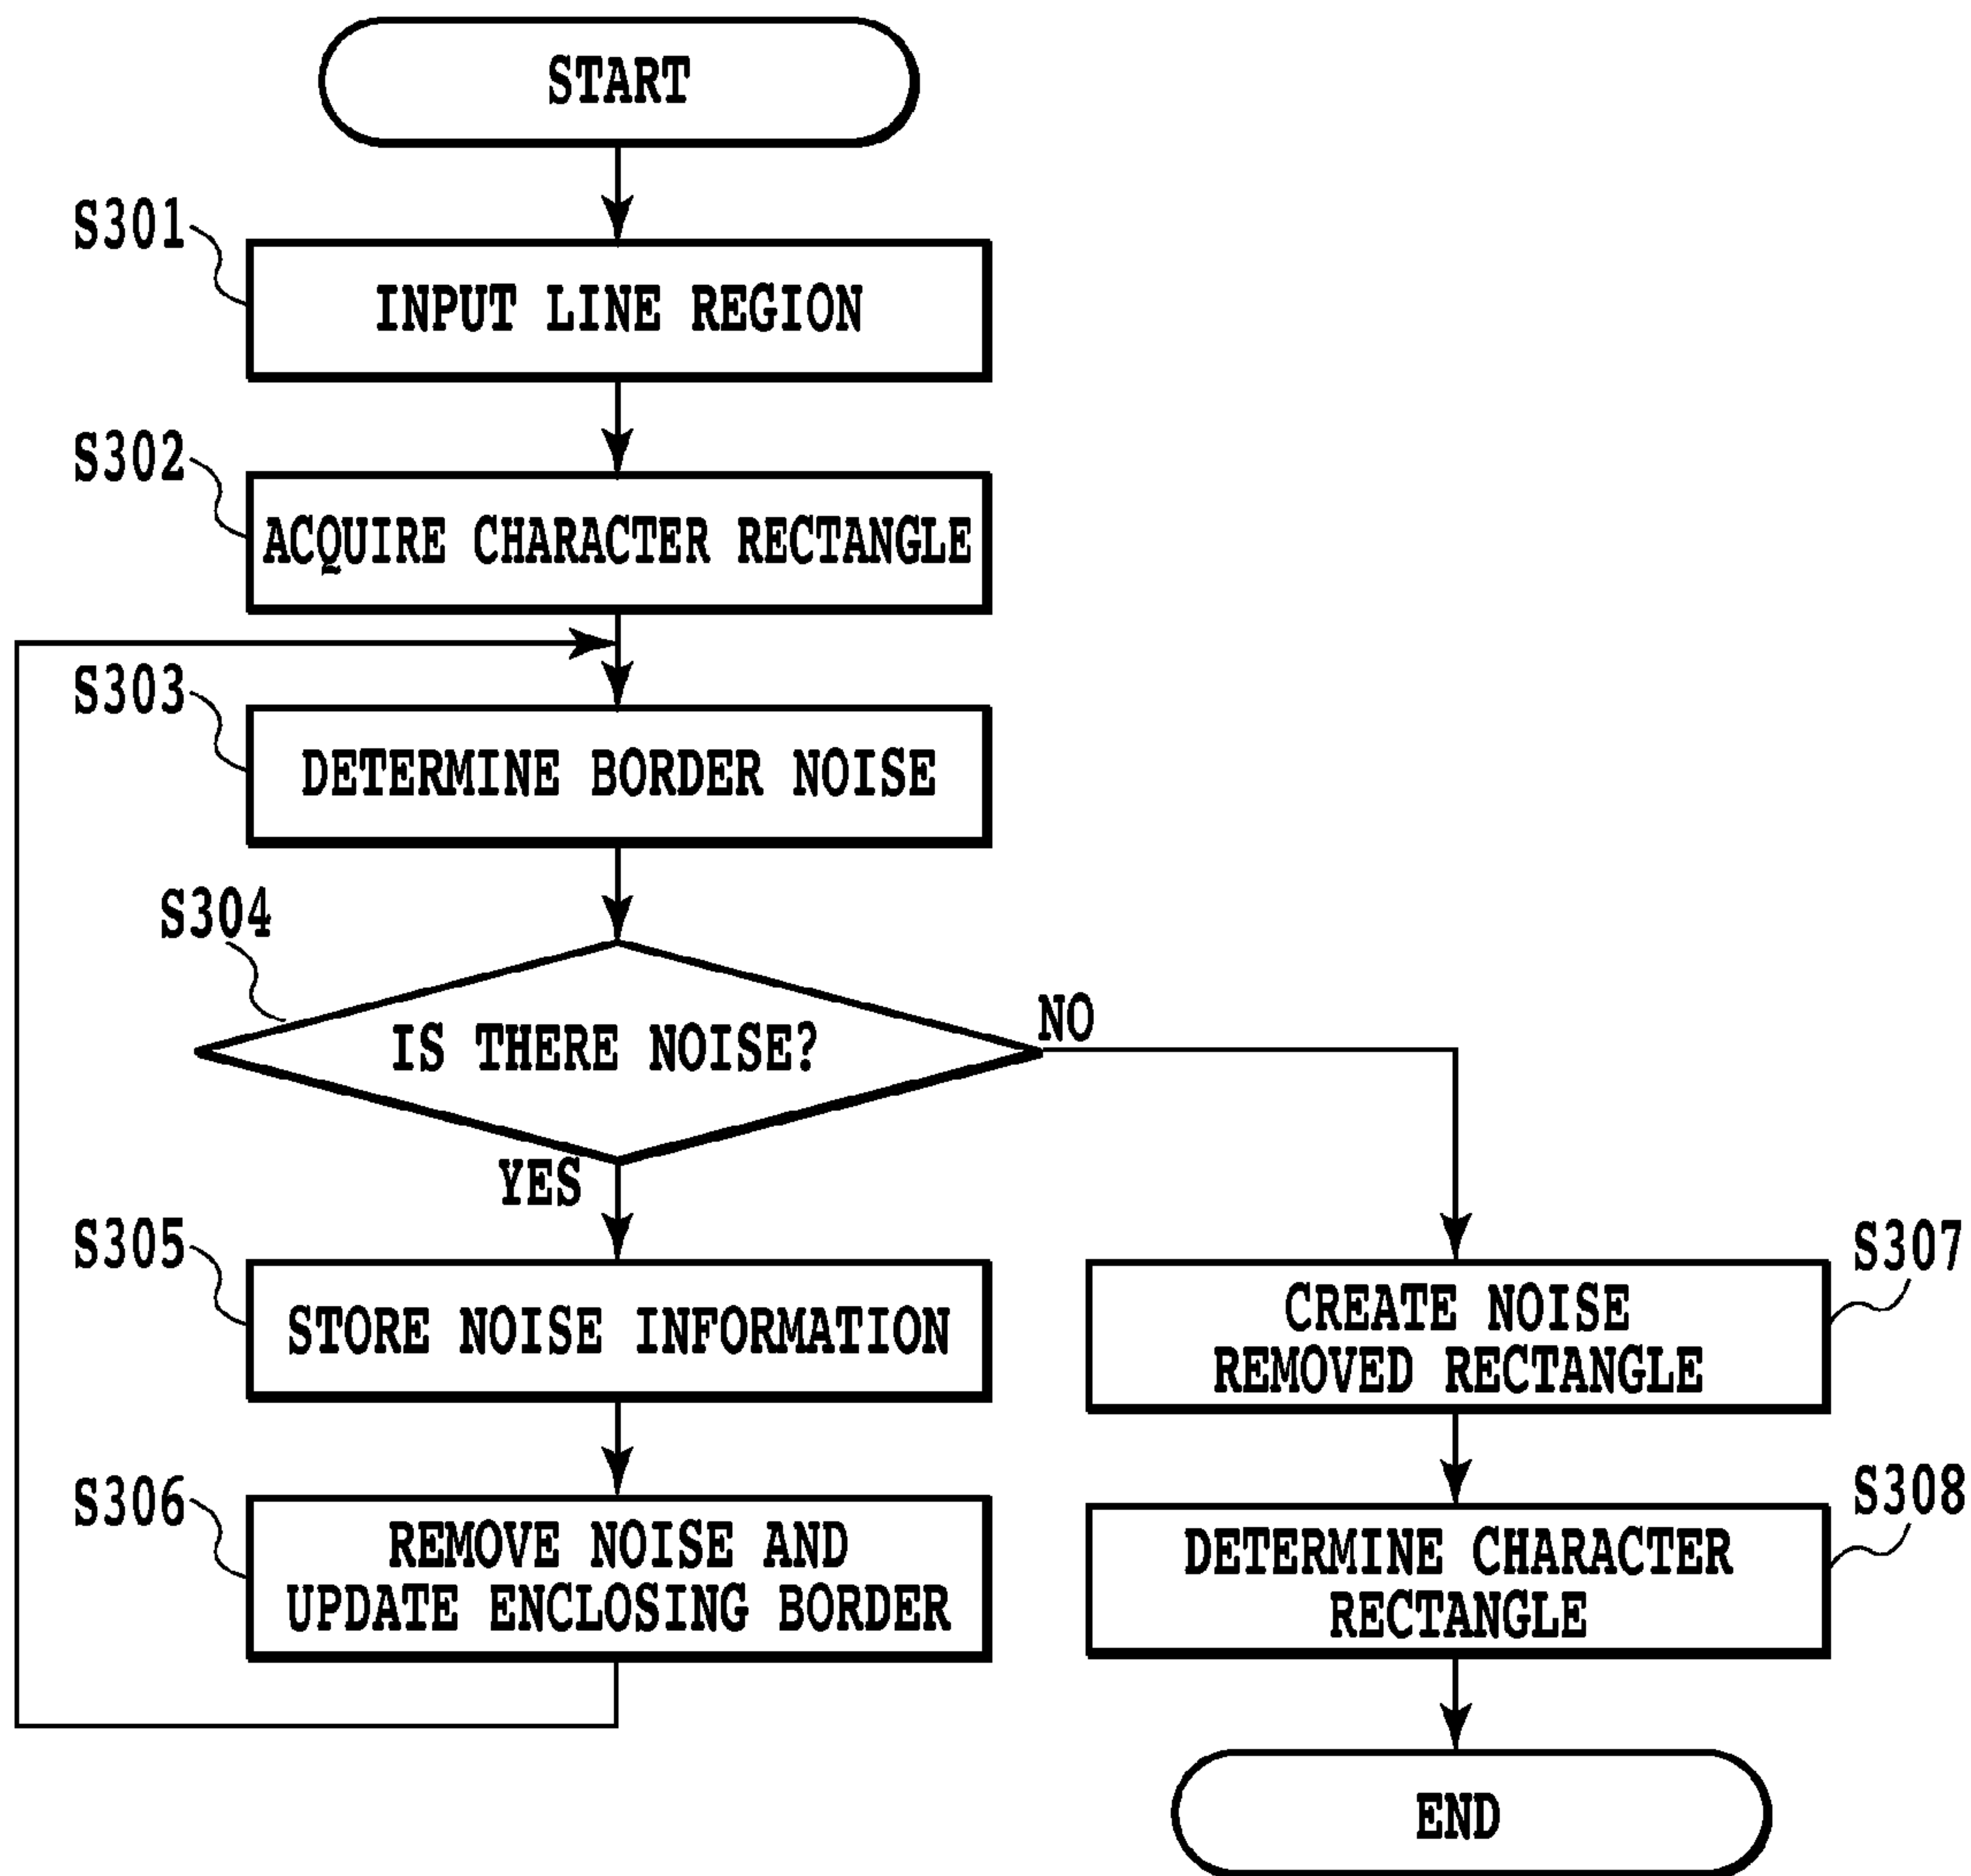 START
S301
INPUT LINE REGION
S302
ACQUIRE CHARACTER RECTANGLE
S303
DETERMINE BORDER NOISE
S304
IS THERE NOISE?
NO
YES
S305
STORE NOISE INFORMATION
S306
REMOVE NOISE AND
UPDATE ENCLOSING BORDER
S307
CREATE NOISE
REMOVED RECTANGLE
S308
DETERMINE CHARACTER
RECTANGLE
END